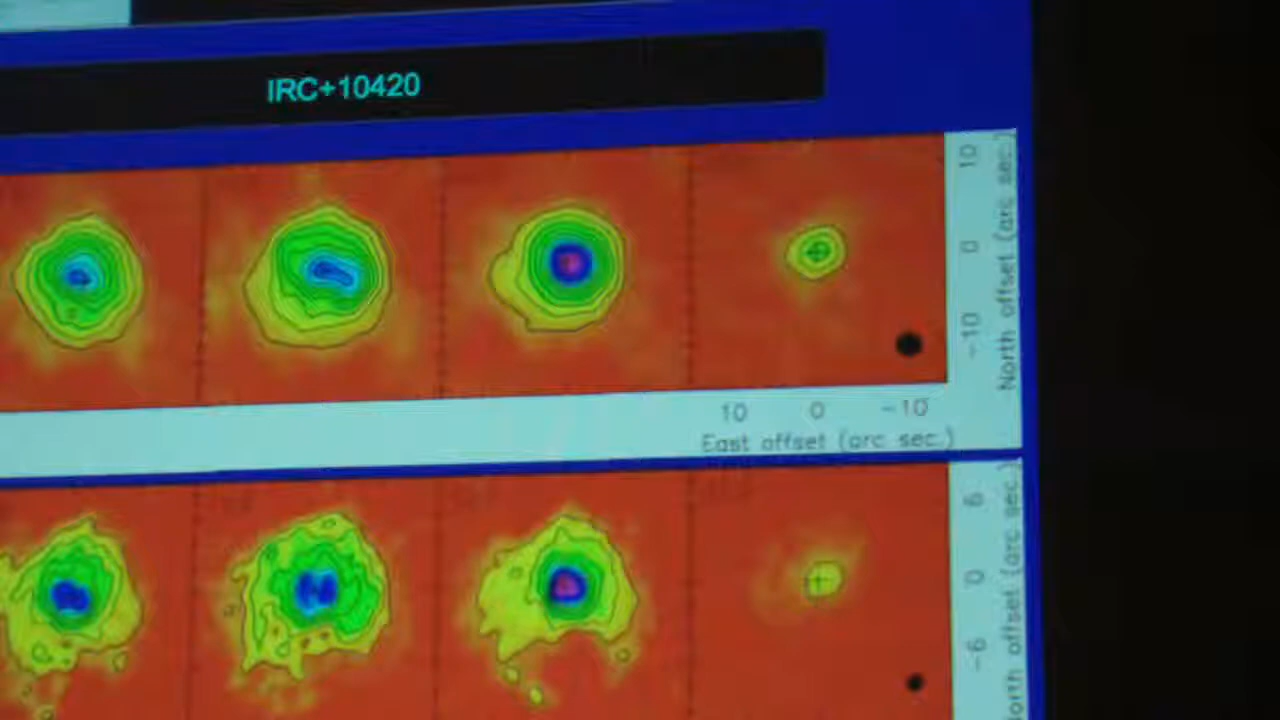 IRC+10420
10
0
-10
North offset (arc sec.)
10 0 -10
East offset (arc sec.)
6
0
-6
North offset (arc sec.)